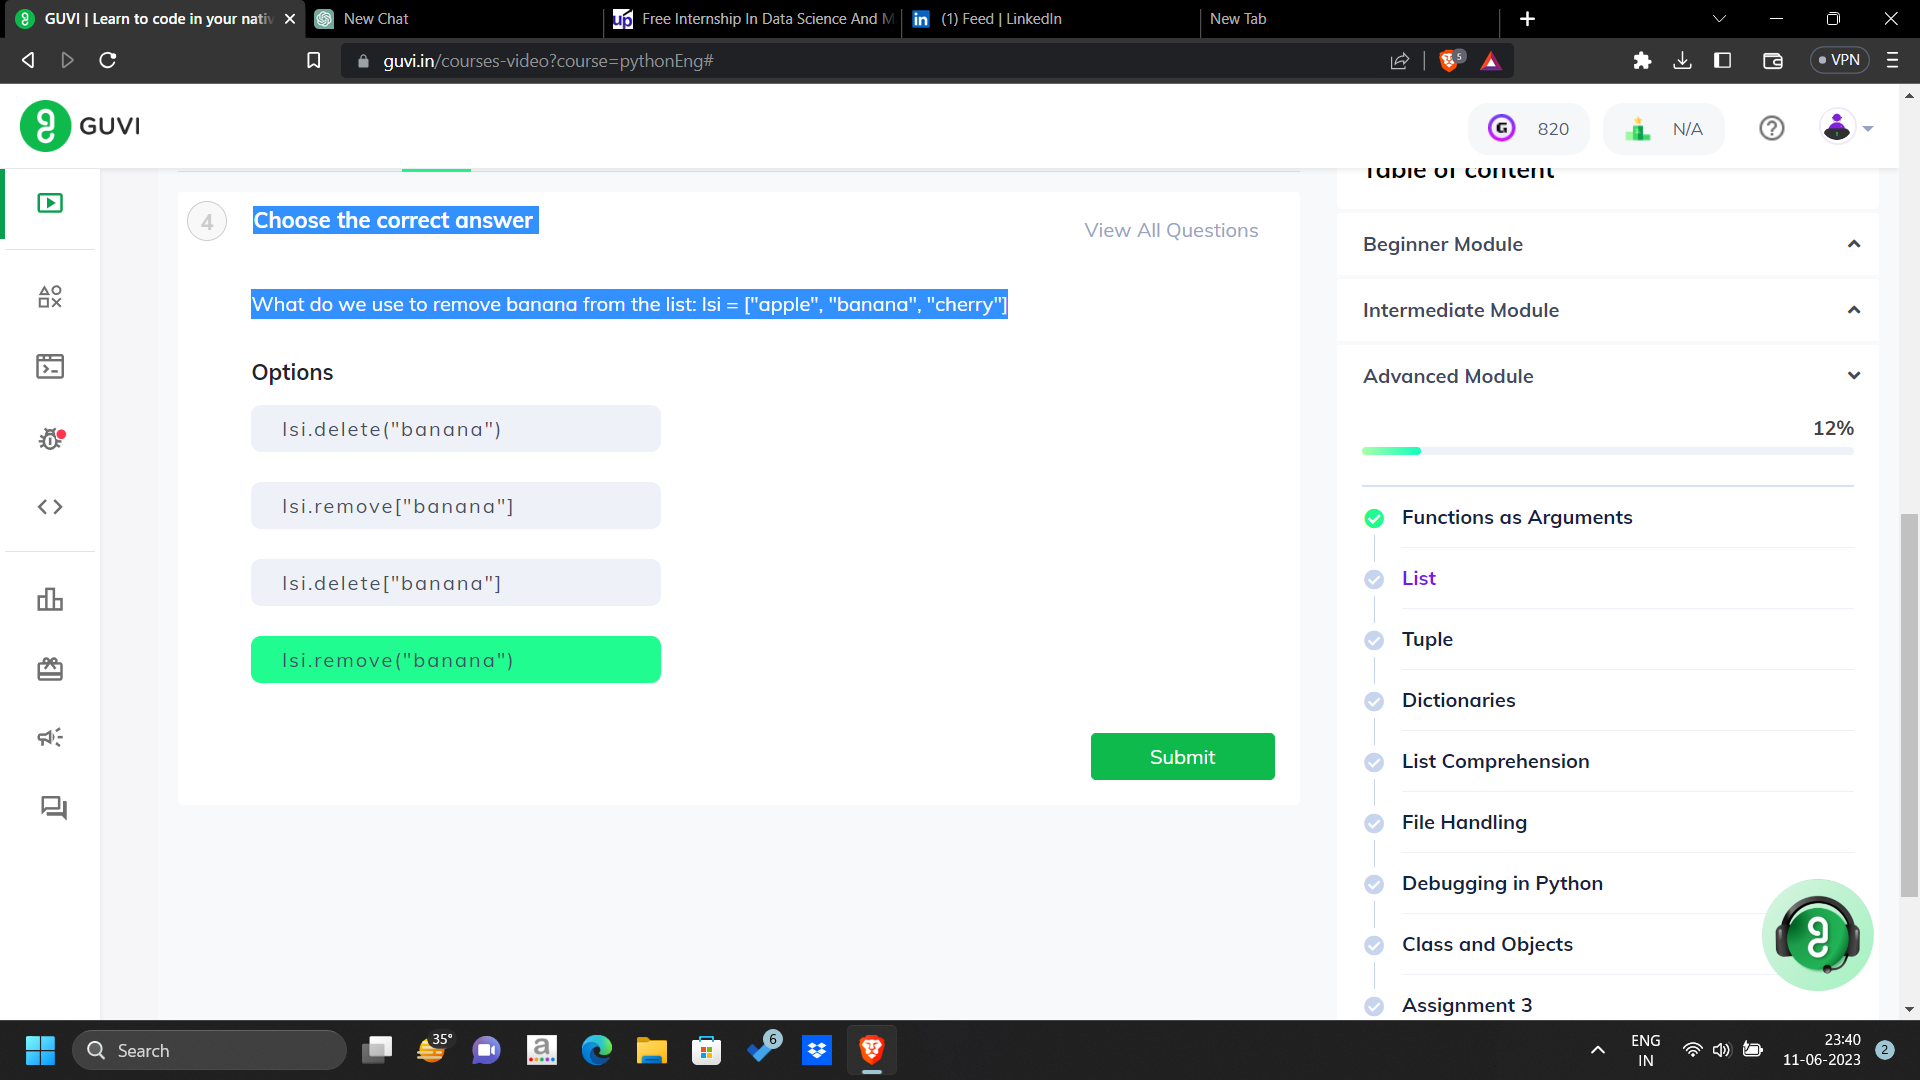 GUVI | Learn to code in your nativ
New Chat
Free Internship In Data Science And M
(1) Feed | LinkedIn
New Tab
guvi.in/courses-video?course=pythonEng#
5
VPN
GUVI
820
N/A
Table of content
4
Choose the correct answer
View All Questions
What do we use to remove banana from the list: lsi = ["apple", "banana", "cherry"]
Options
lsi.delete("banana")
lsi.remove["banana"]
lsi.delete["banana"]
lsi.remove("banana")
Submit
Beginner Module
Intermediate Module
Advanced Module
12%
Functions as Arguments
List
Tuple
Dictionaries
List Comprehension
File Handling
Debugging in Python
Class and Objects
Assignment 3
Search
35°
6
ENG
IN
23:40
11-06-2023
2